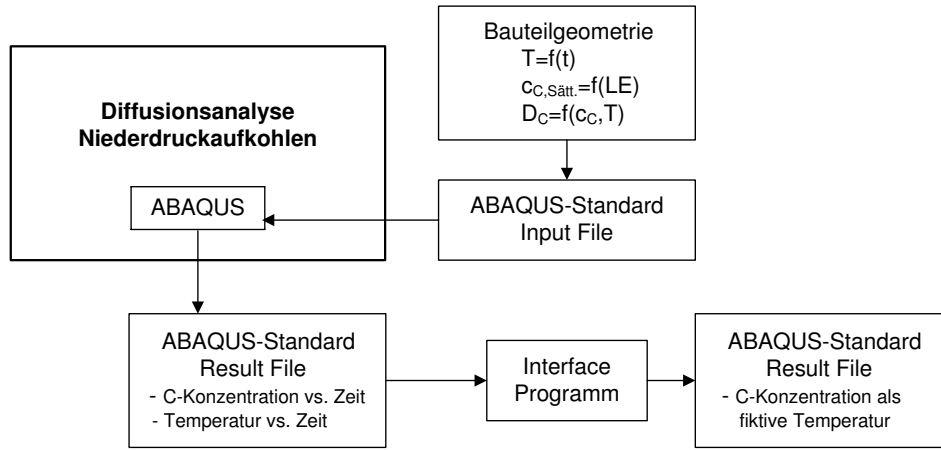 Bauteilgeometrie
T=f(t)
cC,Sätt.=f(LE)
DC=f(cC,T)
Diffusionsanalyse
Niederdruckaufkohlen
ABAQUS
ABAQUS-Standard
Input File
ABAQUS-Standard
Result File
- C-Konzentration vs. Zeit
- Temperatur vs. Zeit
Interface
Programm
ABAQUS-Standard
Result File
- C-Konzentration als
fiktive Temperatur